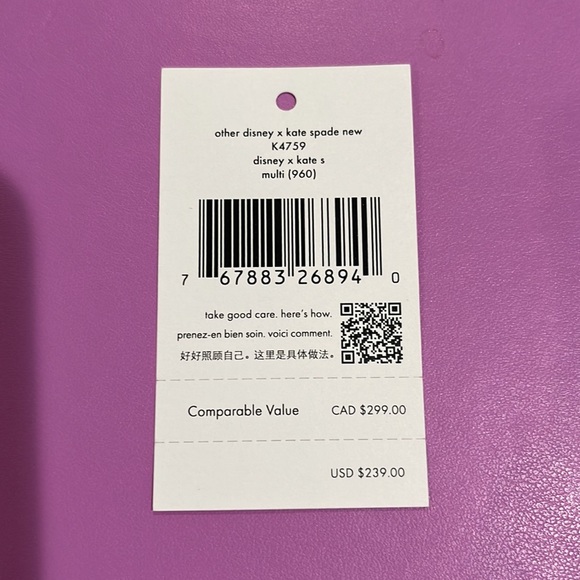 other disney x kate spade new
K4759
disney x kate s
multi (960)
7 67883 26894 0
take good care. here's how.
prenez-en bien soin. voici comment.
好好照顾自己。这里是具体做法。
Comparable Value CAD $299.00
USD $239.00